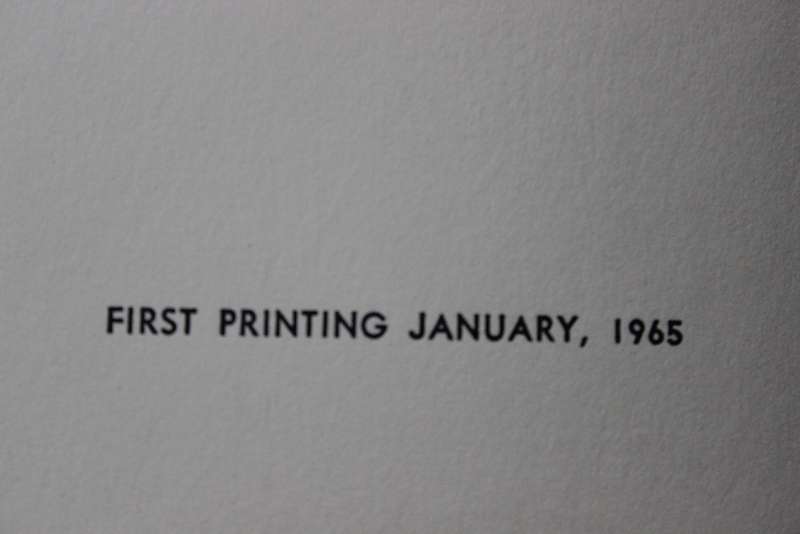 FIRST PRINTING JANUARY, 1965